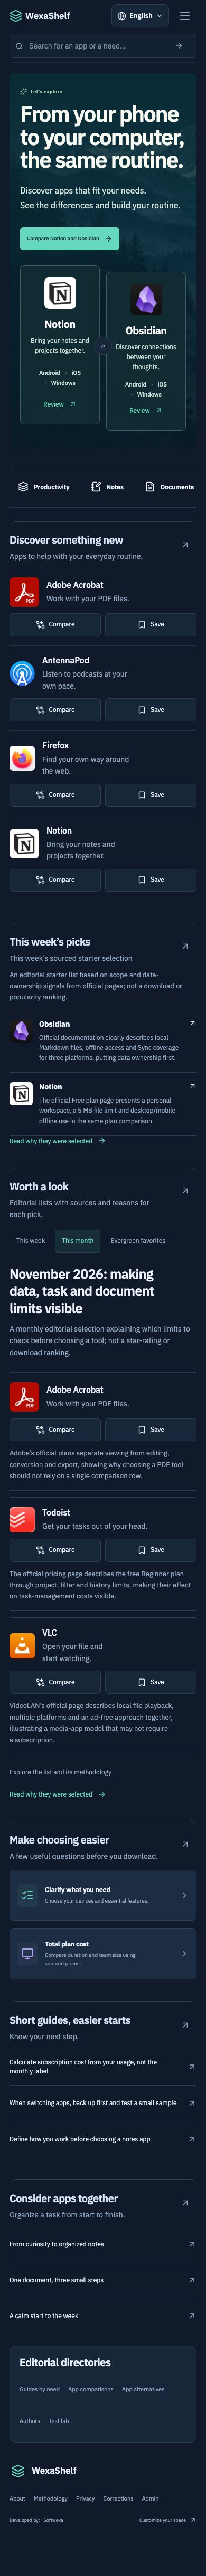 WexaShelf
English
Search for an app or a need...
Let's explore
From your phone
to your computer,
the same routine.
Discover apps that fit your needs.
See the differences and build your routine.
Compare Notion and Obsidian
Notion
Bring your notes and
projects together.
Android · iOS
· Windows
Review
vs
Obsidian
Discover connections
between your
thoughts.
Android · iOS
· Windows
Review
Productivity
Notes
Documents
Discover something new
Apps to help with your everyday routine.
Adobe Acrobat
Work with your PDF files.
Compare
Save
AntennaPod
Listen to podcasts at your
own pace.
Compare
Save
Firefox
Find your own way around
the web.
Compare
Save
Notion
Bring your notes and
projects together.
Compare
Save
This week's picks
This week's sourced starter selection
An editorial starter list based on scope and data-
ownership signals from official pages; not a download or
popularity ranking.
Obsidian
Official documentation clearly describes local
Markdown files, offline access and Sync coverage
for three platforms, putting data ownership first.
Notion
The official Free plan page presents a personal
workspace, a 5 MB file limit and desktop/mobile
offline use in the same plan comparison.
Read why they were selected
Worth a look
Editorial lists with sources and reasons for
each pick.
This week
This month
Evergreen favorites
November 2026: making
data, task and document
limits visible
A monthly editorial selection explaining which limits to
check before choosing a tool; not a star-rating or
download ranking.
Adobe Acrobat
Work with your PDF files.
Compare
Save
Adobe's official plans separate viewing from editing,
conversion and export, showing why choosing a PDF tool
should not rely on a single comparison row.
Todoist
Get your tasks out of your head.
Compare
Save
The official pricing page describes the free Beginner plan
through project, filter and history limits, making their effect
on task-management costs visible.
VLC
Open your file and
start watching.
Compare
Save
VideoLAN's official page describes local file playback,
multiple platforms and an ad-free approach together,
illustrating a media-app model that may not require
a subscription.
Explore the list and its methodology
Read why they were selected
Make choosing easier
A few useful questions before you download.
Clarify what you need
Choose your devices and essential features.
Total plan cost
Compare duration and team size using
sourced prices.
Short guides, easier starts
Know your next step.
Calculate subscription cost from your usage, not the
monthly label
When switching apps, back up first and test a small sample
Define how you work before choosing a notes app
Consider apps together
Organize a task from start to finish.
From curiosity to organized notes
One document, three small steps
A calm start to the week
Editorial directories
Guides by need
App comparisons
App alternatives
Authors
Test lab
WexaShelf
About
Methodology
Privacy
Corrections
Admin
Developed by: Softwexa
Customize your space